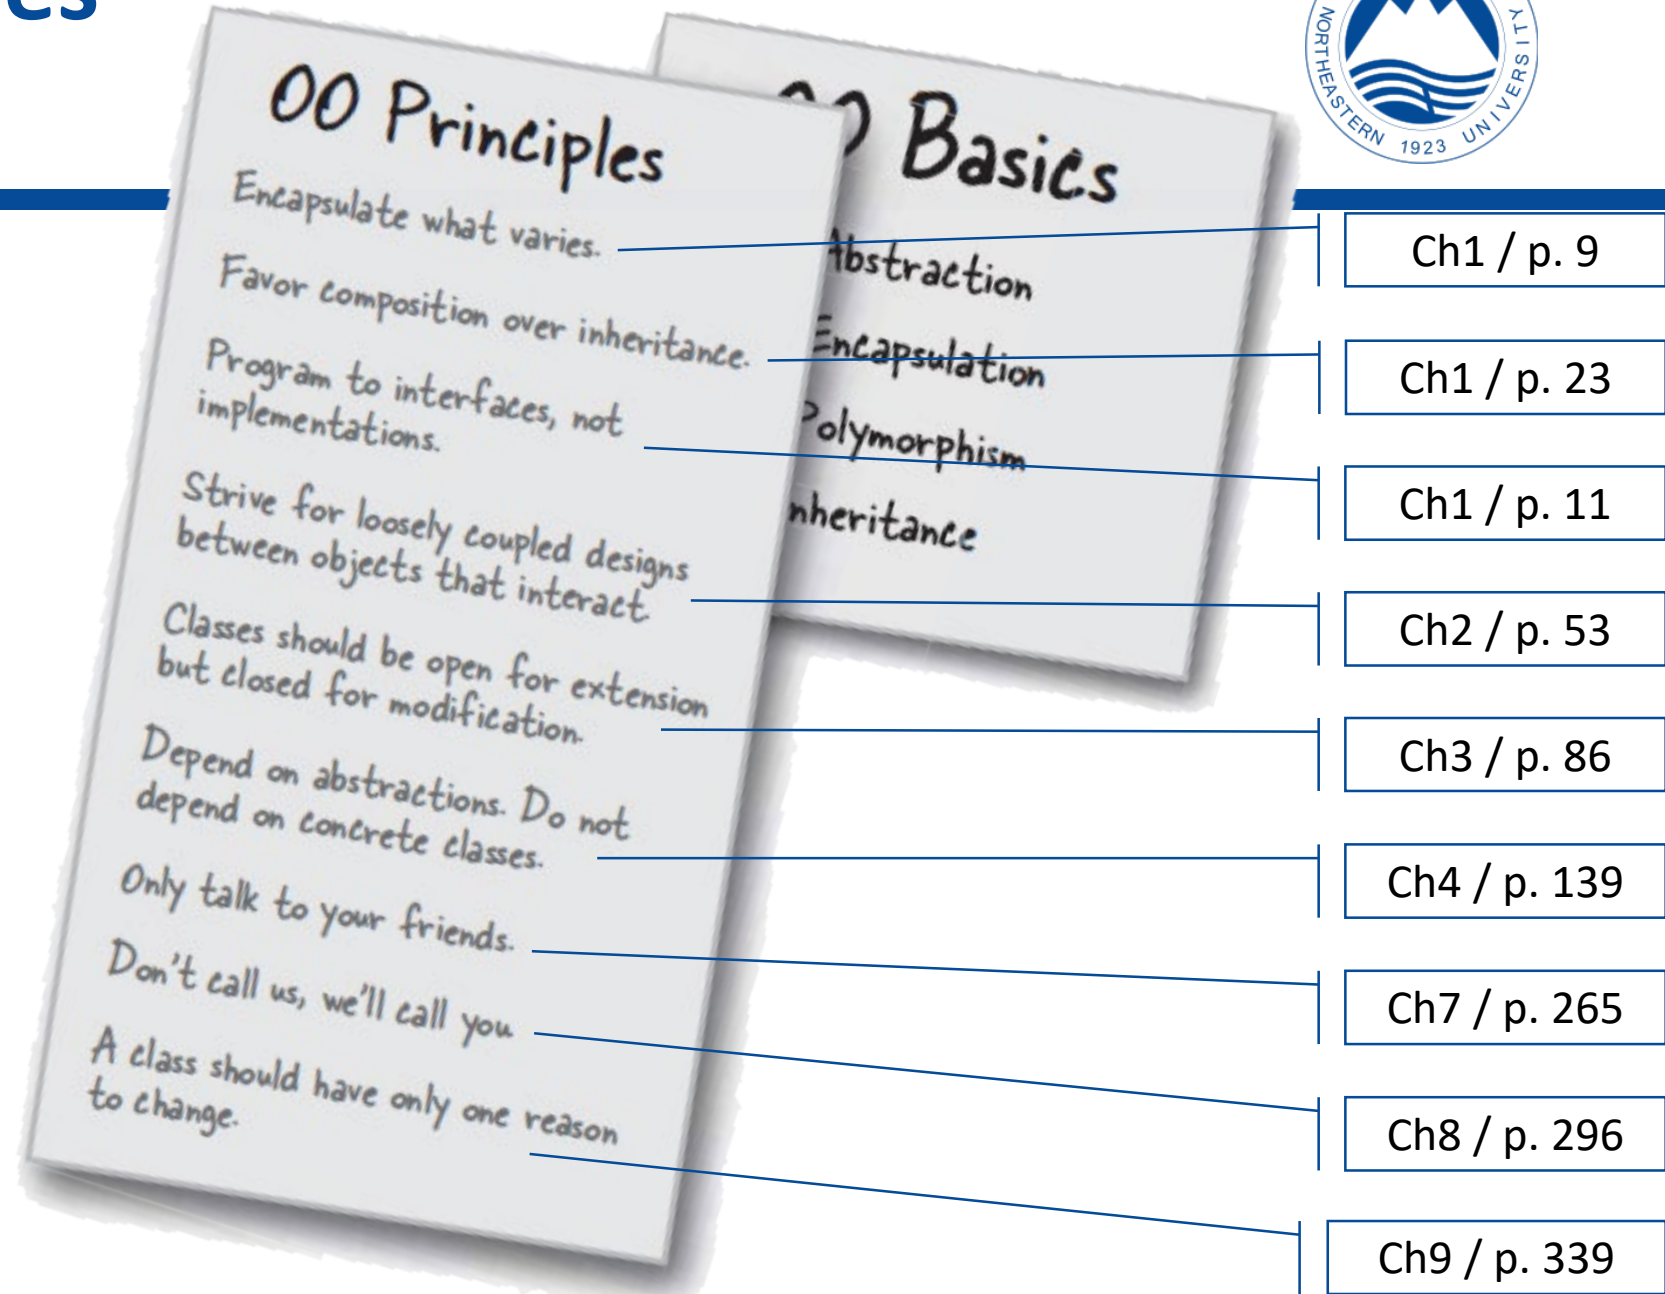 es
OO Principles
Encapsulate what varies.
Favor composition over inheritance.
Program to interfaces, not
implementations.
Strive for loosely coupled designs
between objects that interact.
Classes should be open for extension
but closed for modification.
Depend on abstractions. Do not
depend on concrete classes.
Only talk to your friends.
Don't call us, we'll call you
A class should have only one reason
to change.
OO Basics
Abstraction
Encapsulation
Polymorphism
nheritance
NORTHEASTERN 1923 UNIVERSITY
Ch1 / p. 9
Ch1 / p. 23
Ch1 / p. 11
Ch2 / p. 53
Ch3 / p. 86
Ch4 / p. 139
Ch7 / p. 265
Ch8 / p. 296
Ch9 / p. 339